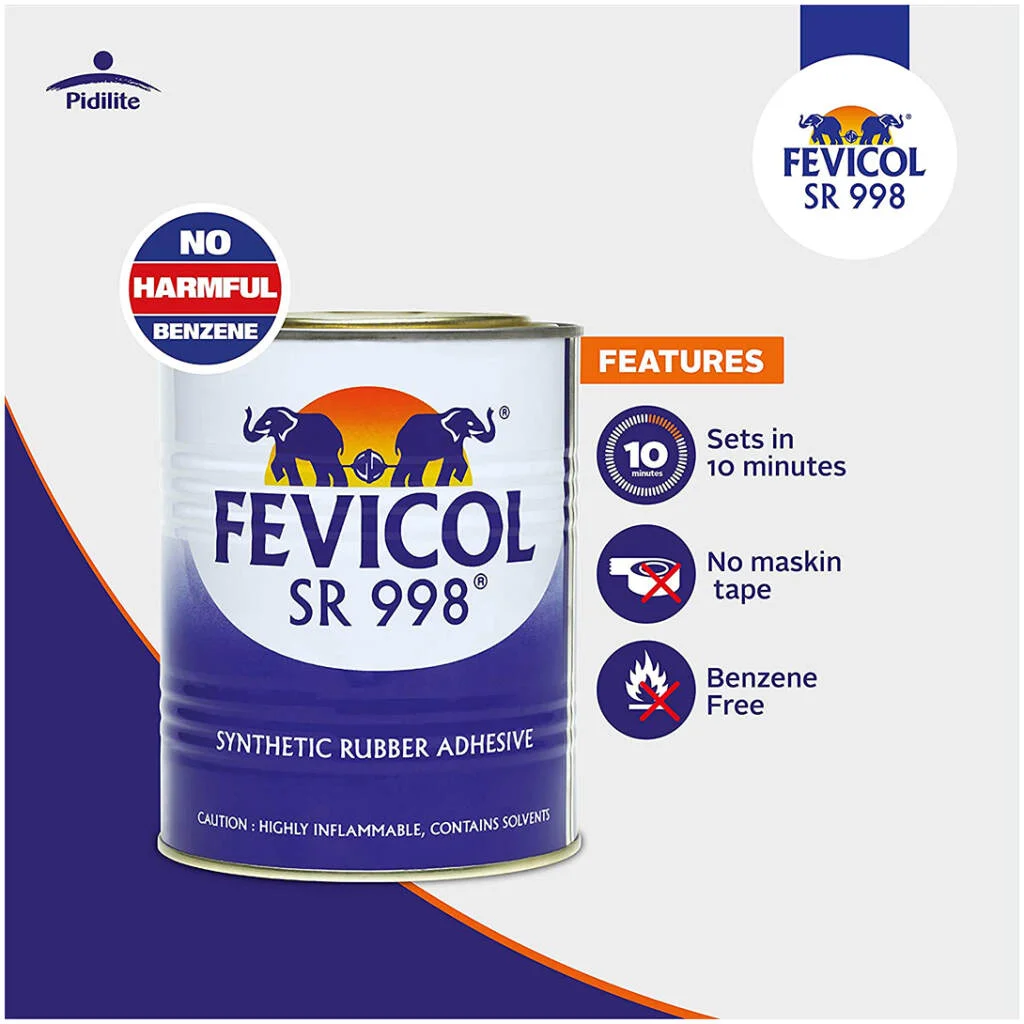 Pidilite
FEVICOL®
SR 998
NO
HARMFUL
BENZENE
®
FEVICOL
SR 998®
SYNTHETIC RUBBER ADHESIVE
CAUTION : HIGHLY INFLAMMABLE, CONTAINS SOLVENTS
FEATURES
10
minutes
Sets in
10 minutes
No maskin
tape
Benzene
Free